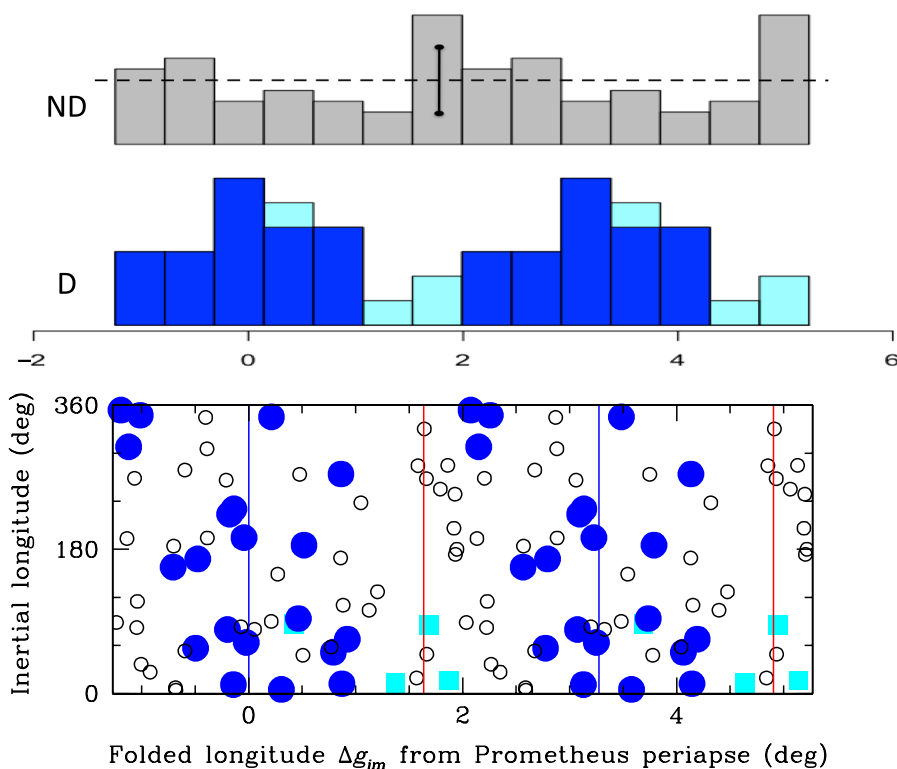 ND
D
−2 0 2 4 6
360
180
0
Inertial longitude (deg)
0 2 4
Folded longitude Δg_im from Prometheus periapse (deg)